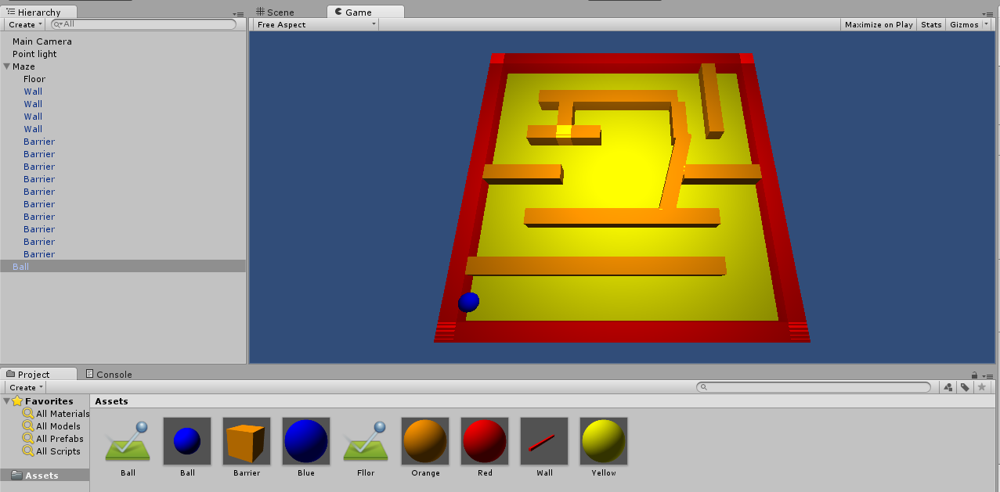 Hierarchy
Create All
Main Camera
Point light
Maze
Floor
Wall
Wall
Wall
Wall
Barrier
Barrier
Barrier
Barrier
Barrier
Barrier
Barrier
Barrier
Barrier
Barrier
Ball
Scene Game
Free Aspect Maximize on Play Stats Gizmos
Project Console
Create
Favorites
All Materials
All Models
All Prefabs
All Scripts
Assets
Assets
Ball Ball Barrier Blue Fllor Orange Red Wall Yellow